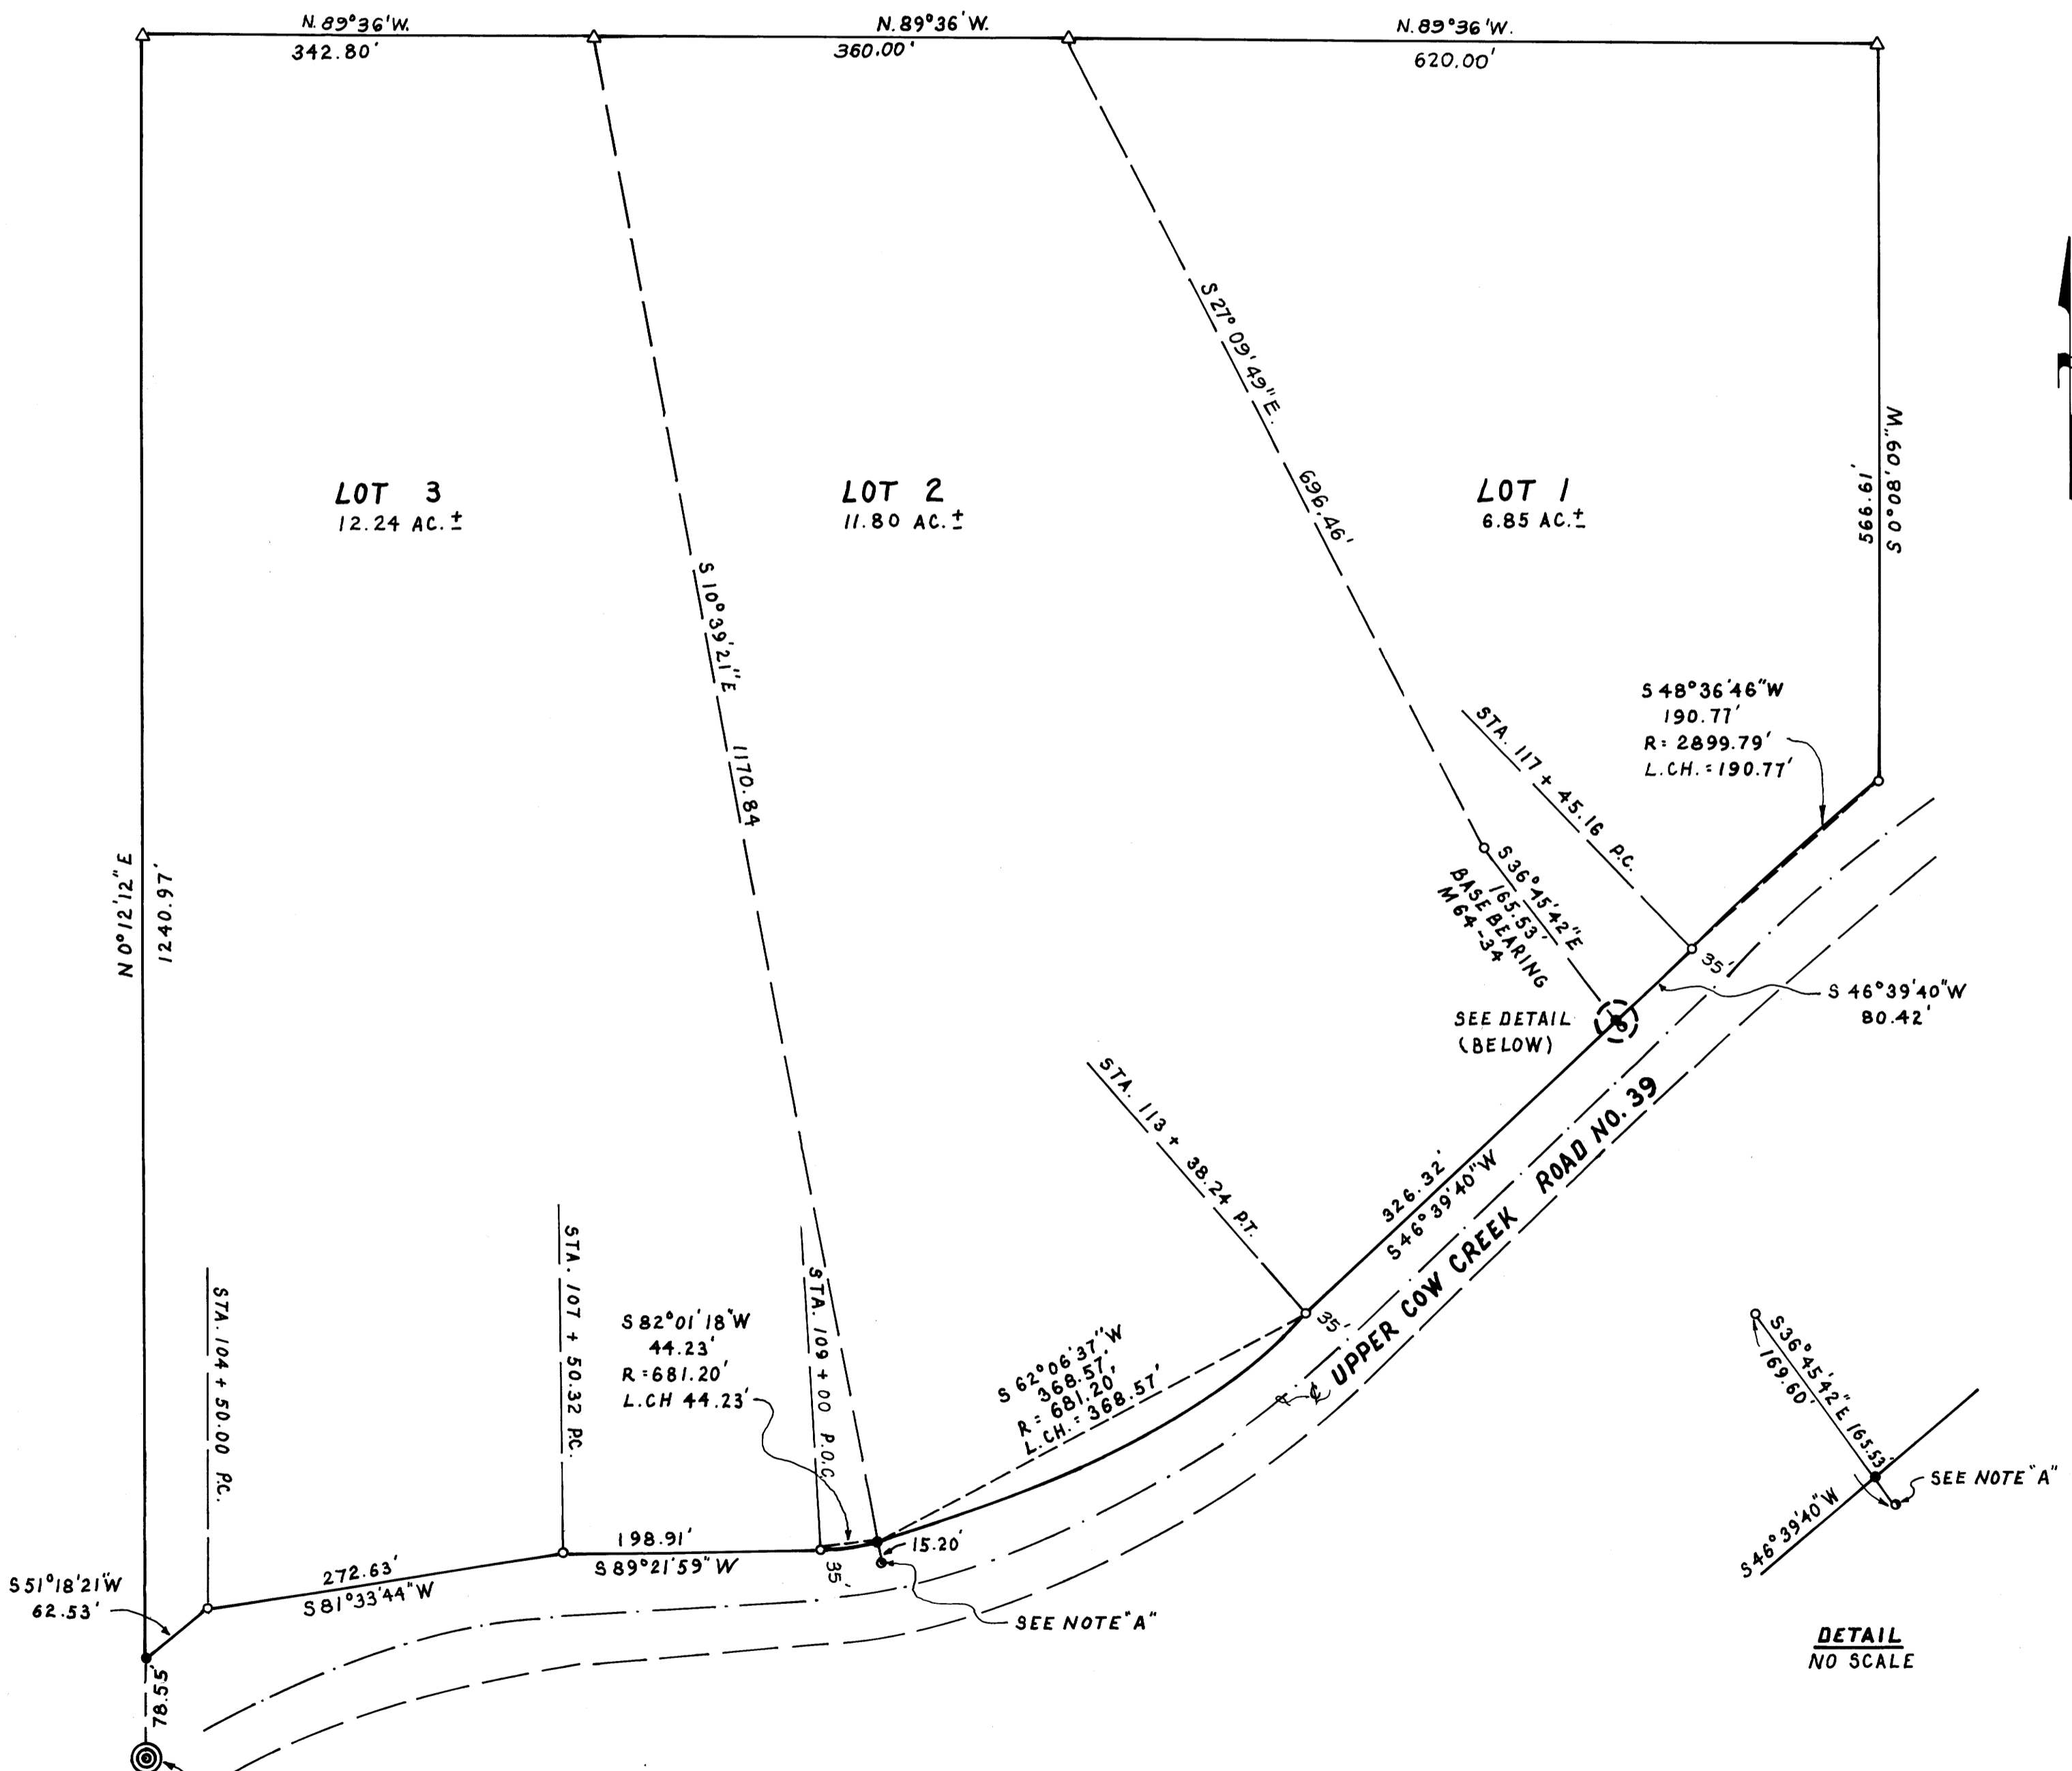 N. 89°36'W.
342.80'
N. 89°36'W.
360.00'
N. 89°36'W.
620.00'
LOT 3
12.24 AC.±
LOT 2
11.80 AC.±
LOT 1
6.85 AC.±
S 27° 09'49"E.
696.46'
S 0°08'09"W
566.61'
S 10°39'21"E
1170.84
N 0°12'12"E
1240.97'
S 48°36'46"W
190.77'
R= 2899.79'
L.CH.=190.77'
STA. 117 + 45.16 P.C.
S 36°45'42"E
165.53'
BASE BEARING
M 64-34
35'
S 46°39'40"W
80.42'
SEE DETAIL
(BELOW)
STA. 113 + 38.24 P.T.
326.32'
S46°39'40"W
35'
℄ UPPER COW CREEK ROAD NO. 39
STA. 104 + 50.00 P.C.
STA. 107 + 50.32 P.C.
STA. 109 + 00 P.O.C.
S 82°01'18"W
44.23'
R =681.20'
L.CH 44.23'
S 62°06'37"W
368.57'
R = 681.20'
L.CH.= 368.57'
198.91'
S 89°21'59"W
35'
15.20'
SEE NOTE "A"
272.63'
S81°33'44"W
S51°18'21"W
62.53'
78.55'
S 36°45'42"E 165.53'
169.60'
SEE NOTE "A"
S46°39'40"W
DETAIL
NO SCALE